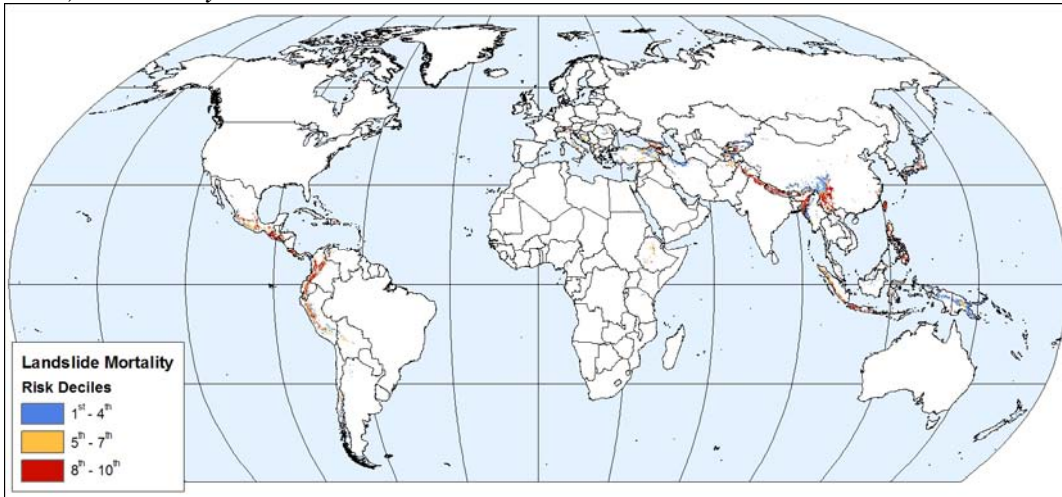 Landslide Mortality
Risk Deciles
1st - 4th
5th - 7th
8th - 10th